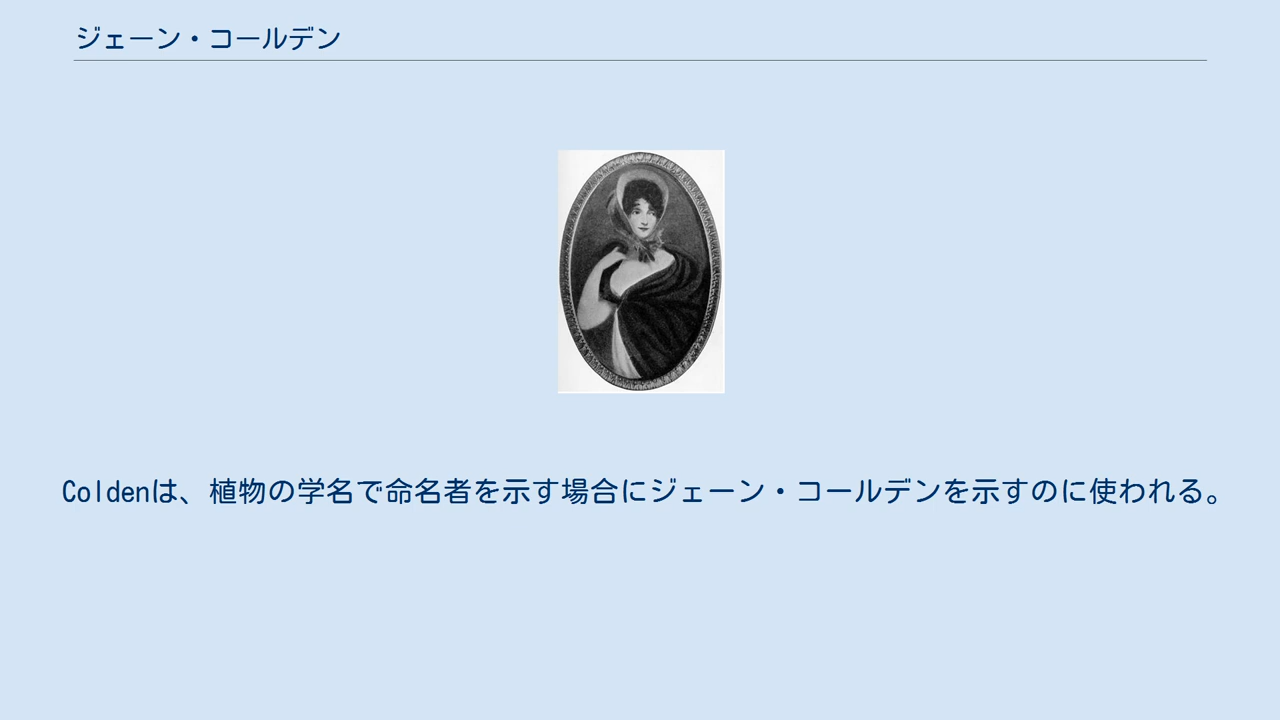 ジェーン・コールデン
Coldenは、植物の学名で命名者を示す場合にジェーン・コールデンを示すのに使われる。